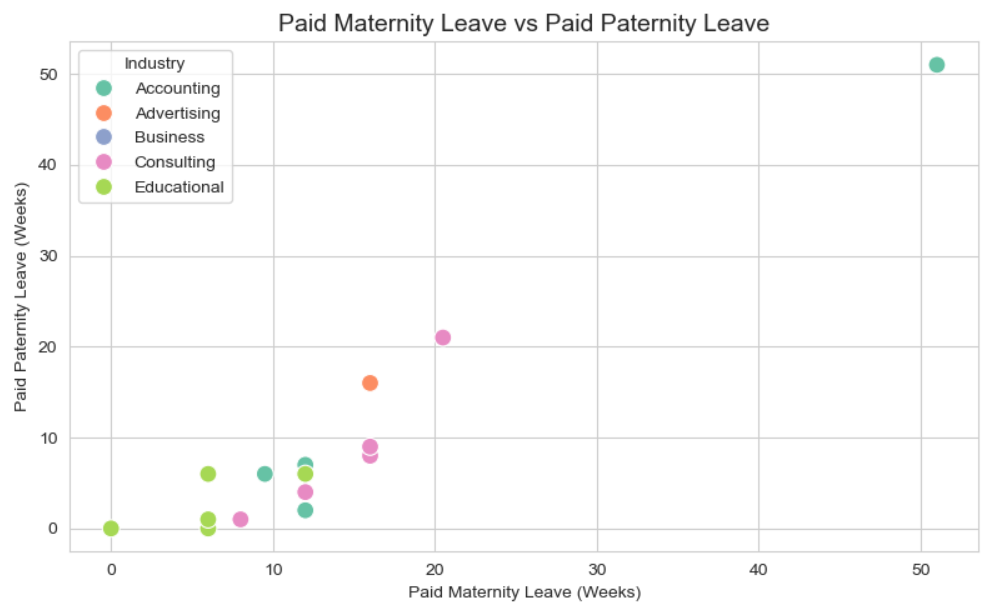 Paid Maternity Leave vs Paid Paternity Leave
Industry
Accounting
Advertising
Business
Consulting
Educational
Paid Paternity Leave (Weeks)
50
40
30
20
10
0
0 10 20 30 40 50
Paid Maternity Leave (Weeks)